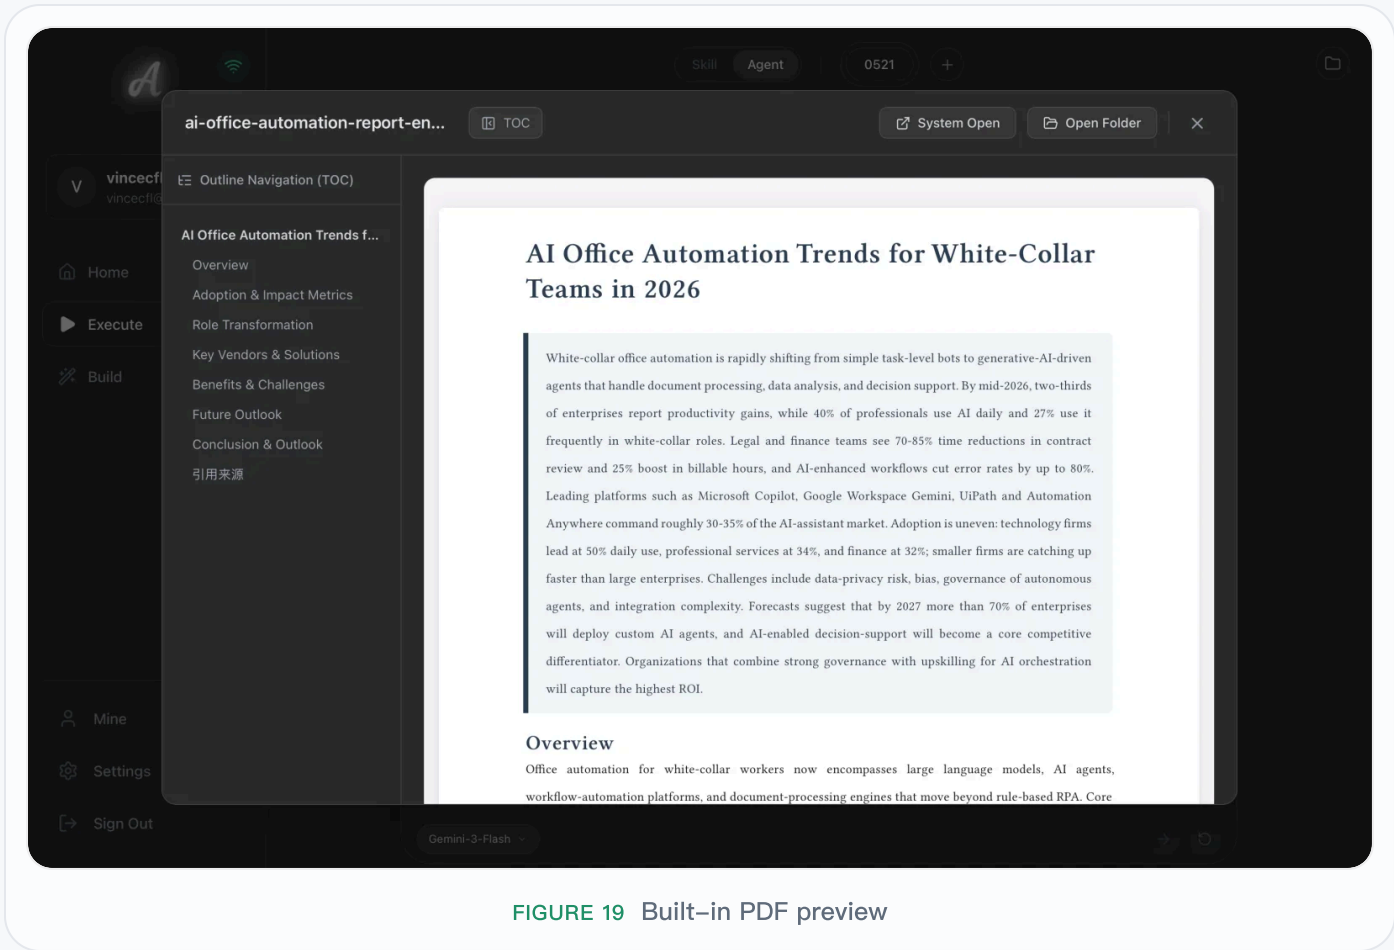 A
Skill
Agent
0521
ai-office-automation-report-en...
TOC
System Open
Open Folder
V
vincecfl
vincecfl@
Home
Execute
Build
Mine
Settings
Sign Out
Outline Navigation (TOC)
AI Office Automation Trends f...
Overview
Adoption & Impact Metrics
Role Transformation
Key Vendors & Solutions
Benefits & Challenges
Future Outlook
Conclusion & Outlook
引用来源
AI Office Automation Trends for White-Collar
Teams in 2026
White-collar office automation is rapidly shifting from simple task-level bots to generative-AI-driven
agents that handle document processing, data analysis, and decision support. By mid-2026, two-thirds
of enterprises report productivity gains, while 40% of professionals use AI daily and 27% use it
frequently in white-collar roles. Legal and finance teams see 70-85% time reductions in contract
review and 25% boost in billable hours, and AI-enhanced workflows cut error rates by up to 80%.
Leading platforms such as Microsoft Copilot, Google Workspace Gemini, UiPath and Automation
Anywhere command roughly 30-35% of the AI-assistant market. Adoption is uneven: technology firms
lead at 50% daily use, professional services at 34%, and finance at 32%; smaller firms are catching up
faster than large enterprises. Challenges include data-privacy risk, bias, governance of autonomous
agents, and integration complexity. Forecasts suggest that by 2027 more than 70% of enterprises
will deploy custom AI agents, and AI-enabled decision-support will become a core competitive
differentiator. Organizations that combine strong governance with upskilling for AI orchestration
will capture the highest ROI.
Overview
Office automation for white-collar workers now encompasses large language models, AI agents,
workflow-automation platforms, and document-processing engines that move beyond rule-based RPA. Core
Gemini-3-Flash
FIGURE 19 Built-in PDF preview